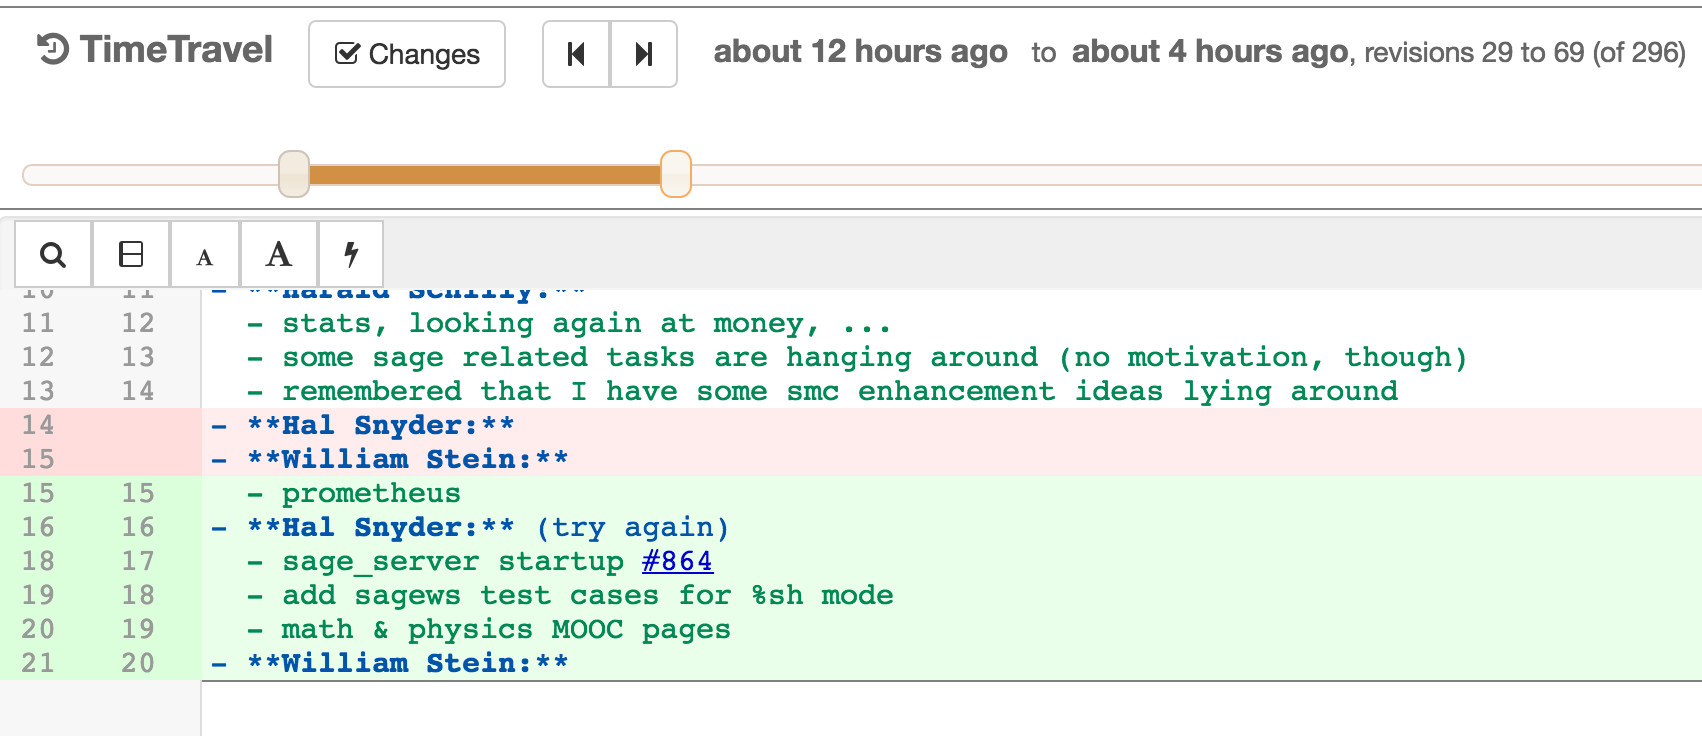 TimeTravel Changes about 12 hours ago to about 4 hours ago, revisions 29 to 69 (of 296)
A A
10 11 - **Harald Schilly:**
11 12 - stats, looking again at money, ...
12 13 - some sage related tasks are hanging around (no motivation, though)
13 14 - remembered that I have some smc enhancement ideas lying around
14 - **Hal Snyder:**
15 - **William Stein:**
15 15 - prometheus
16 16 - **Hal Snyder:** (try again)
18 17 - sage_server startup #864
19 18 - add sagews test cases for %sh mode
20 19 - math & physics MOOC pages
21 20 - **William Stein:**